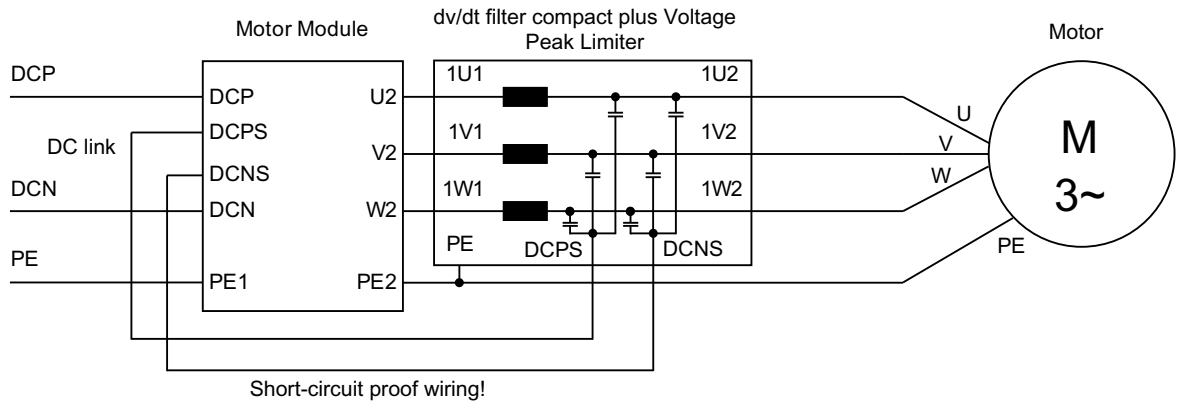 dv/dt filter compact plus Voltage
Peak Limiter
Motor Module
Motor
DCP
DCP
U2
1U1
1U2
U
DCPS
DC link
V2
1V1
1V2
V
M
3~
DCNS
DCN
DCN
W2
1W1
1W2
W
PE
DCPS
DCNS
PE
PE
PE1
PE2
Short-circuit proof wiring!